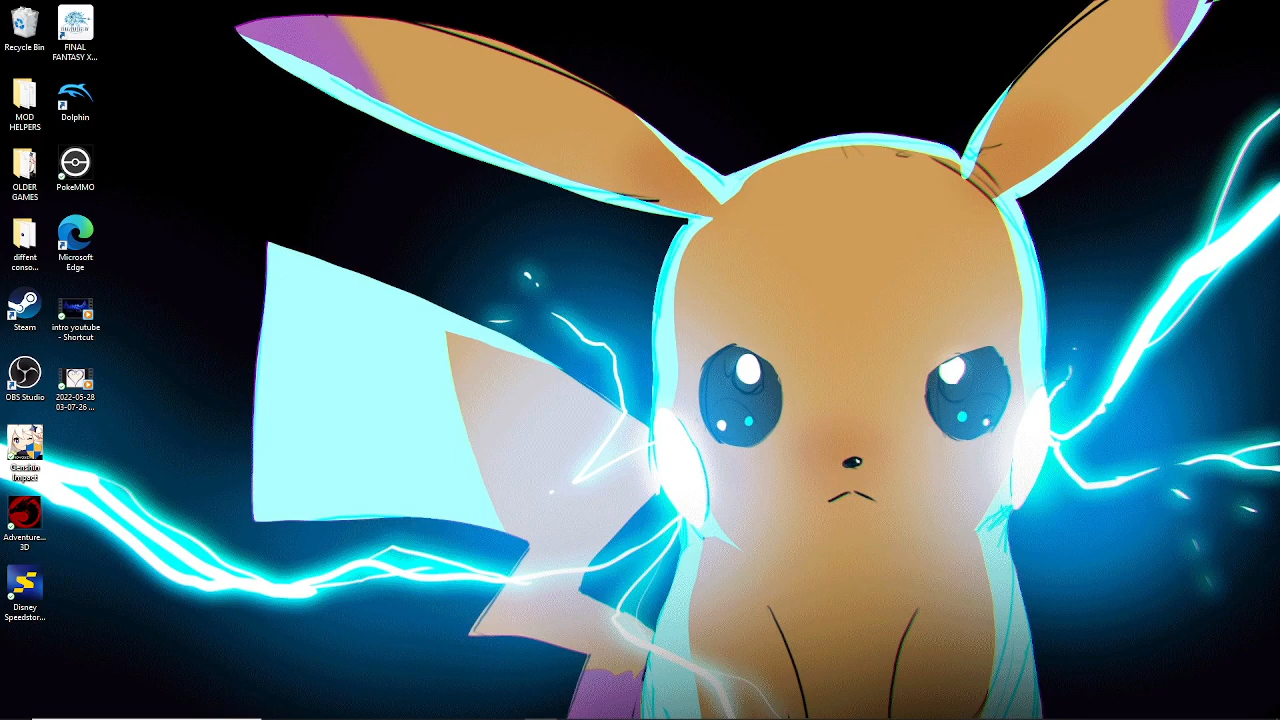 Recycle Bin
FINAL
FANTASY X...
MOD
HELPERS
Dolphin
OLDER
GAMES
PokeMMO
diffent
conso...
Microsoft
Edge
Steam
intro youtube
- Shortcut
OBS Studio
2022-05-28
03-07-26 ...
Genshin
Impact
Adventure...
3D
Disney
Speedstor...